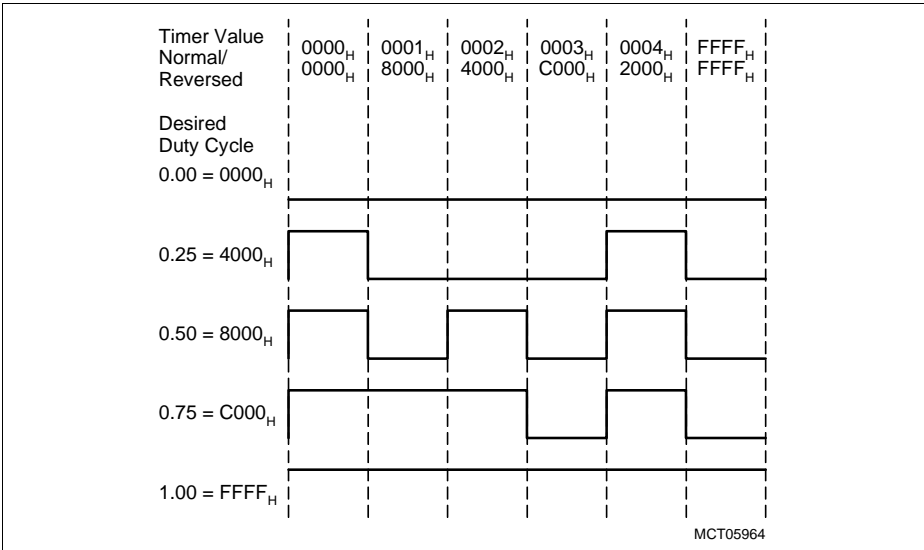 Timer Value
Normal/
Reversed
0000H 0001H 0002H 0003H 0004H FFFFH
0000H 8000H 4000H C000H 2000H FFFFH
Desired
Duty Cycle
0.00 = 0000H
0.25 = 4000H
0.50 = 8000H
0.75 = C000H
1.00 = FFFFH
MCT05964